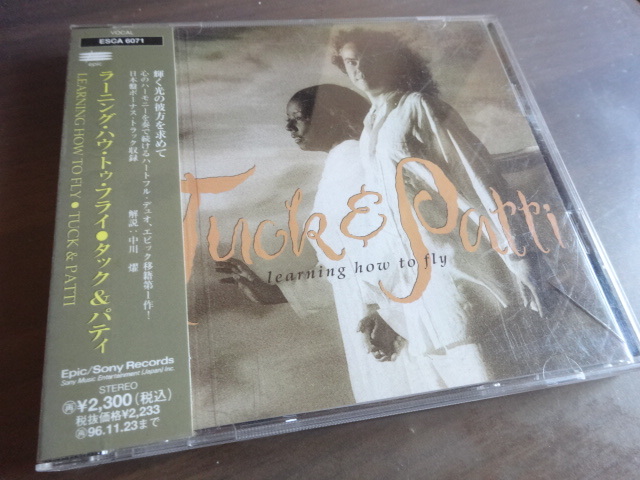 VOCAL
ESCA 6071
epic
輝く光の彼方を求めて
心のハーモニーを奏で続けるハートフル・デュオ、エピック移籍第1作!
日本盤ボーナス・トラック収録
解説:中川 燿
ラーニング・ハウ・トゥ・フライ●タック&パティ
LEARNING HOW TO FLY ● TUCK & PATTI
Epic/Sony Records
Sony Music Entertainment (Japan) Inc.
STEREO
¥2,300(税込)
税抜価格¥2,233
96.11.23まで
Tuck & Patti
learning how to fly